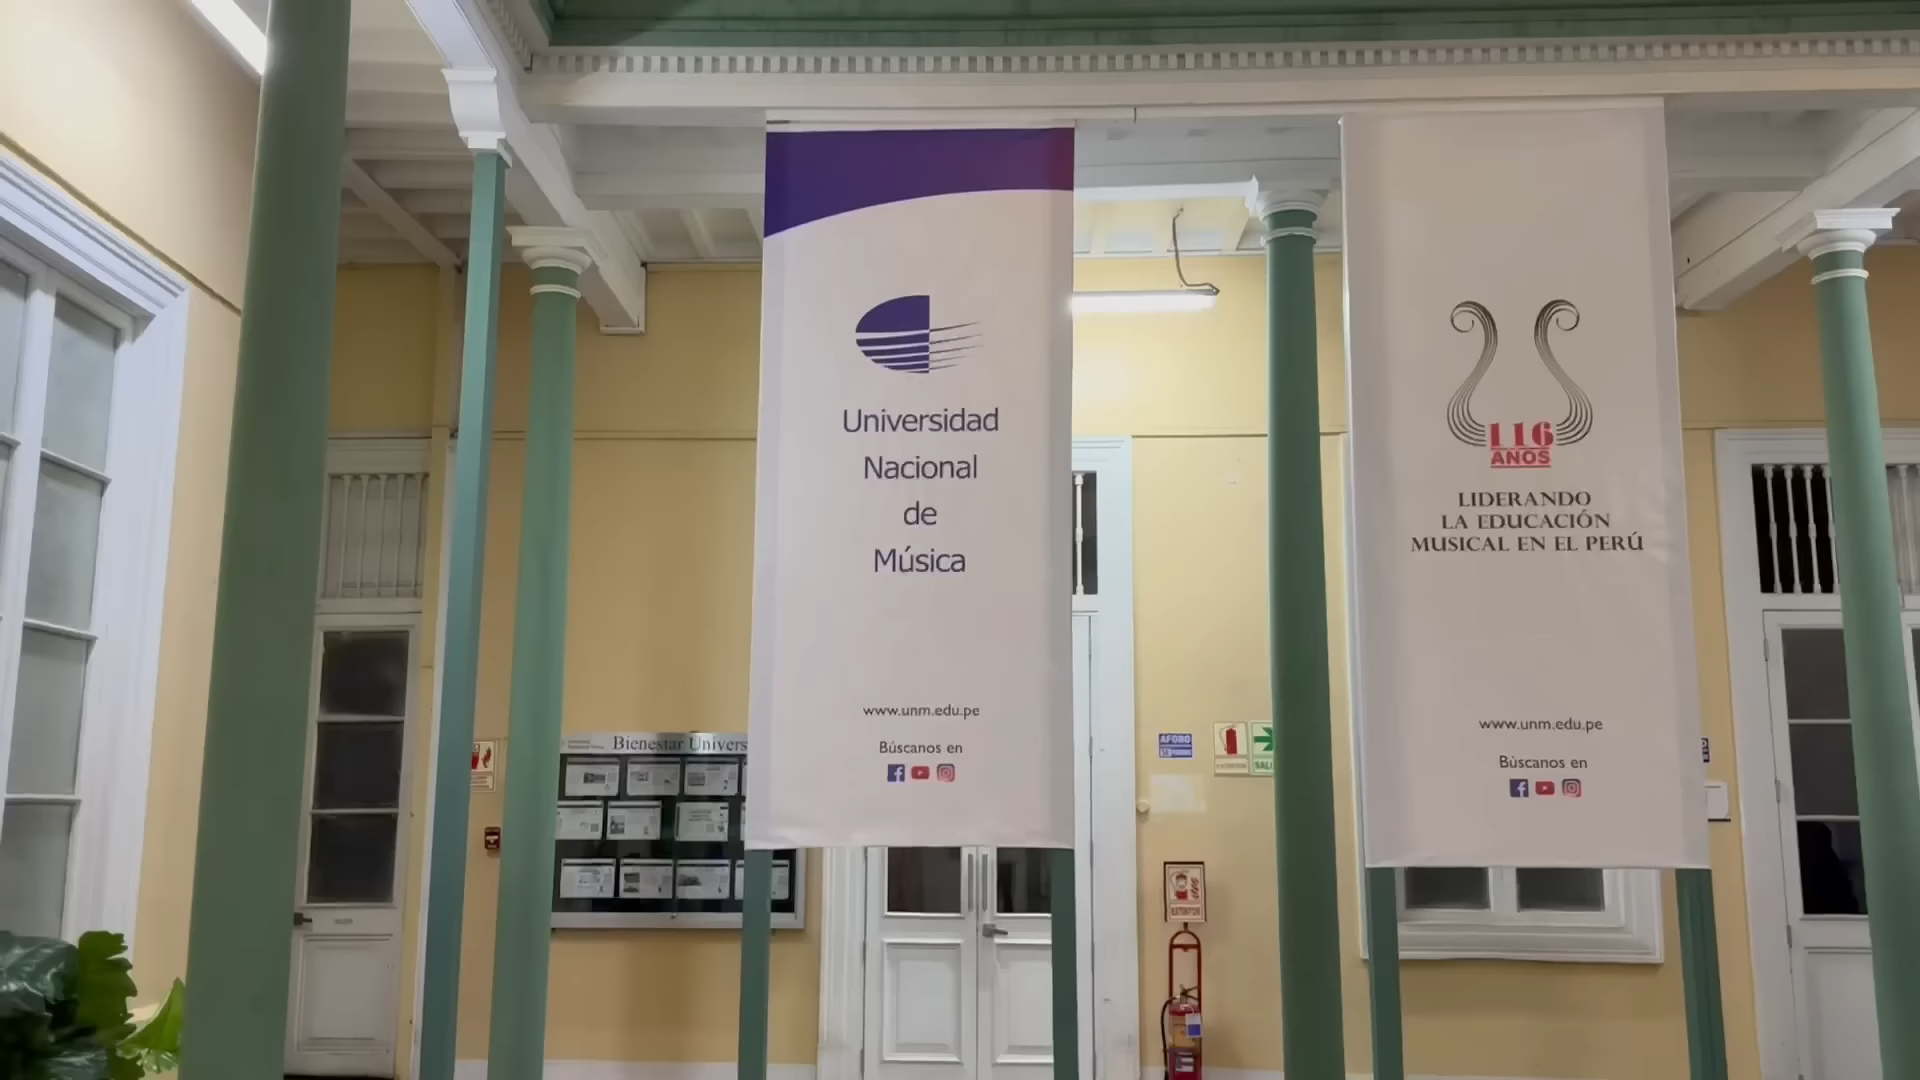 Universidad
Nacional
de
Música
www.unm.edu.pe
Búscanos en
116
AÑOS
LIDERANDO
LA EDUCACIÓN
MUSICAL EN EL PERÚ
www.unm.edu.pe
Búscanos en
Bienestar Univers
AFORO
EXTINTOR